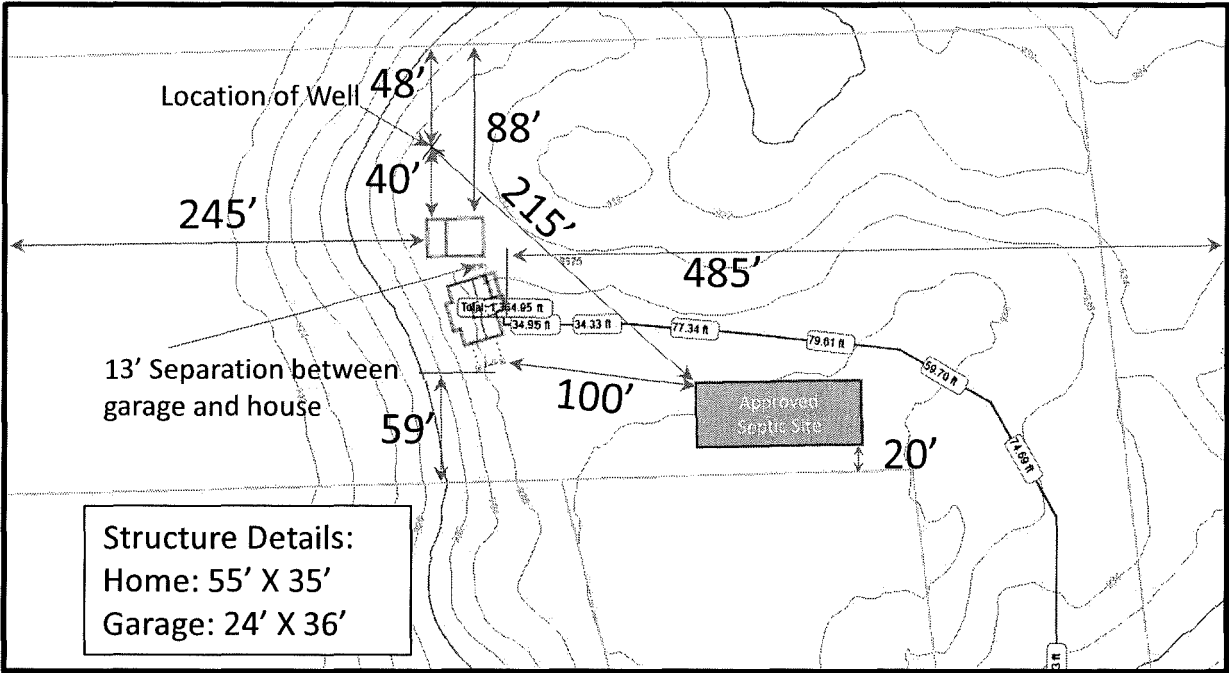 48’
Location of Well
88’
40’
215’
245’
485’
Total: 1,364.95 ft
34.95 ft
34.33 ft
77.34 ft
79.61 ft
59.70 ft
74.69 ft
13’ Separation between
garage and house
100’
Approved
Septic Site
59’
20’
Structure Details:
Home: 55’ X 35’
Garage: 24’ X 36’